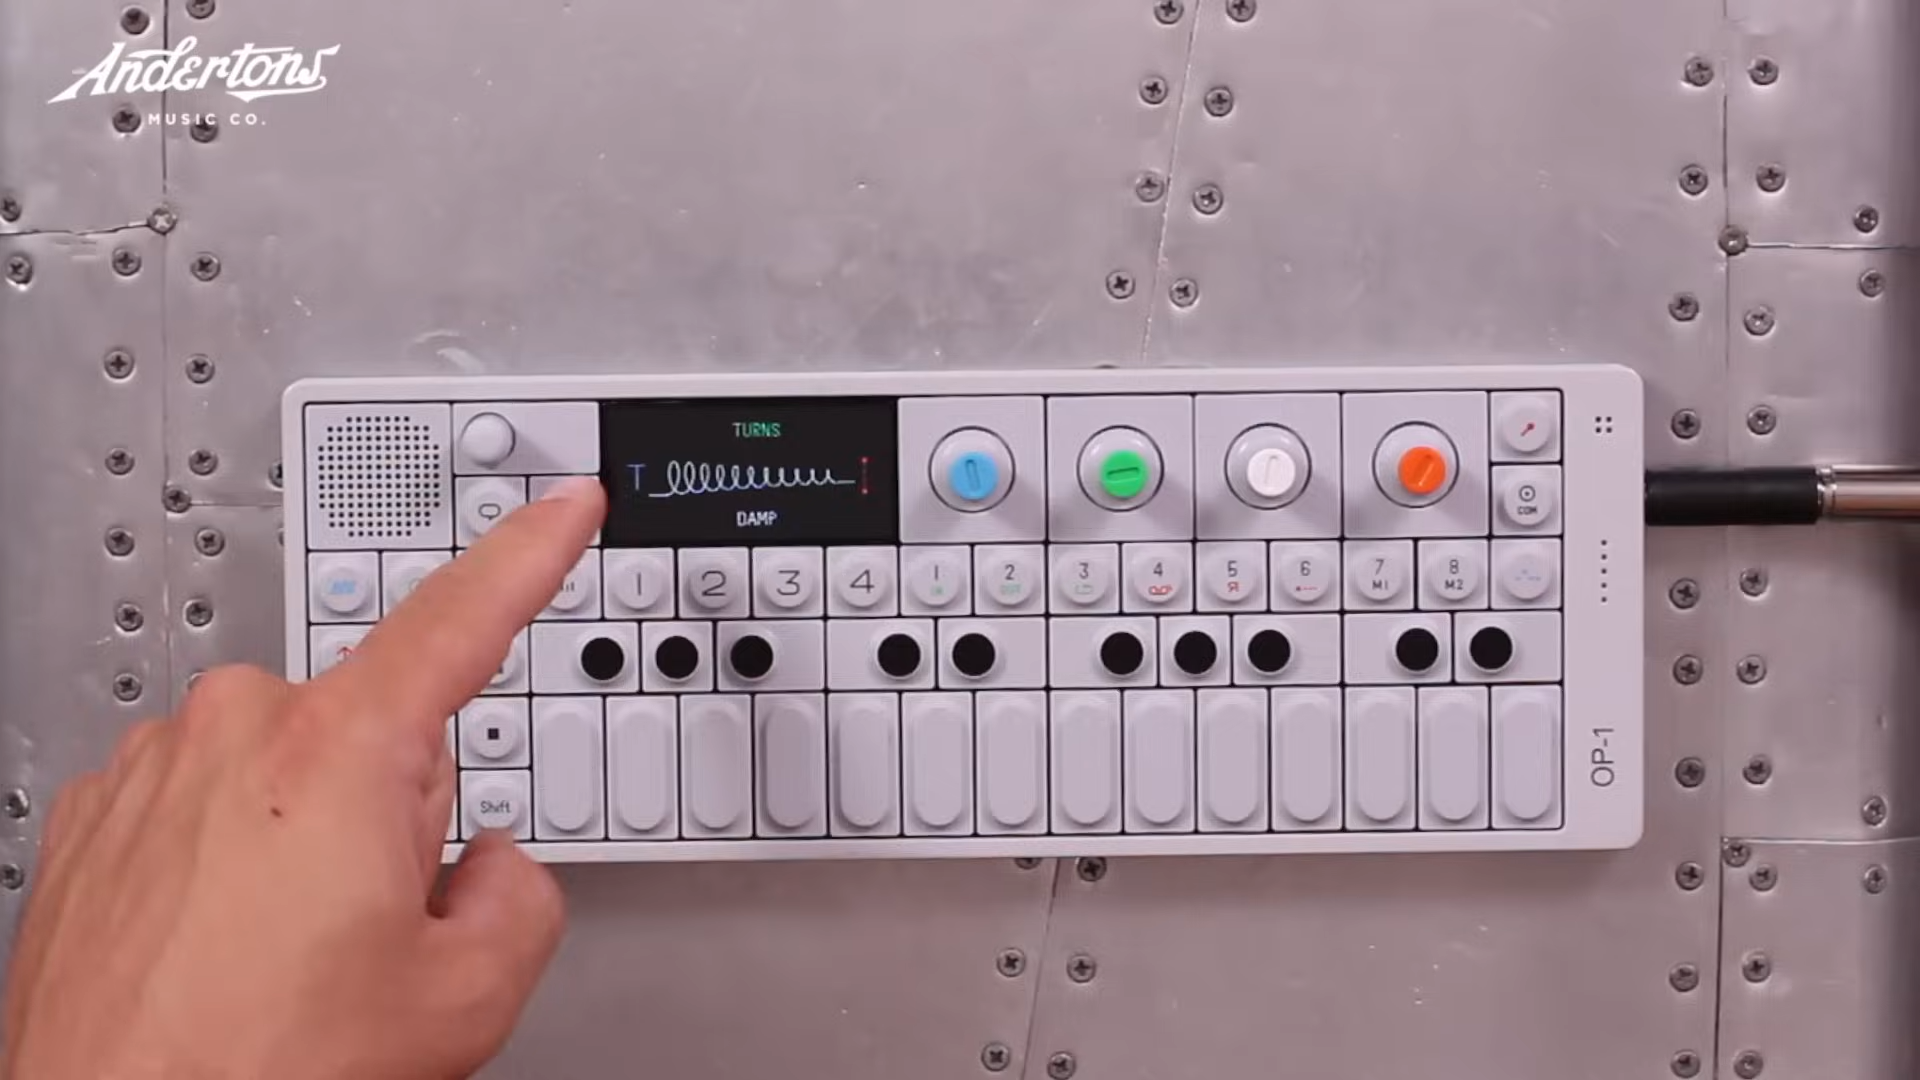 Andertons
MUSIC CO.
TURNS
T
DAMP
COM
1 2 3 4 1 2 3 4 5 6 7 8
M1 M2
Shift
OP-1